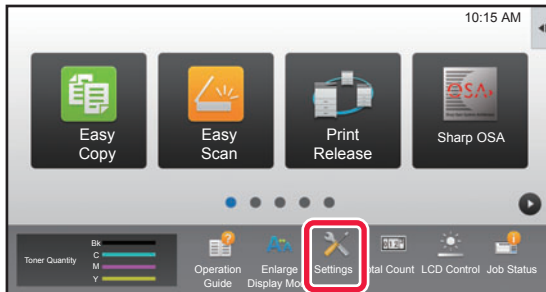 10:15 AM
Easy
Copy
Easy
Scan
Print
Release
OSA
Sharp OSA
Toner Quantity
Bk
C
M
Y
Operation
Guide
Enlarge
Display Mo
Settings
tal Count
LCD Control
Job Status